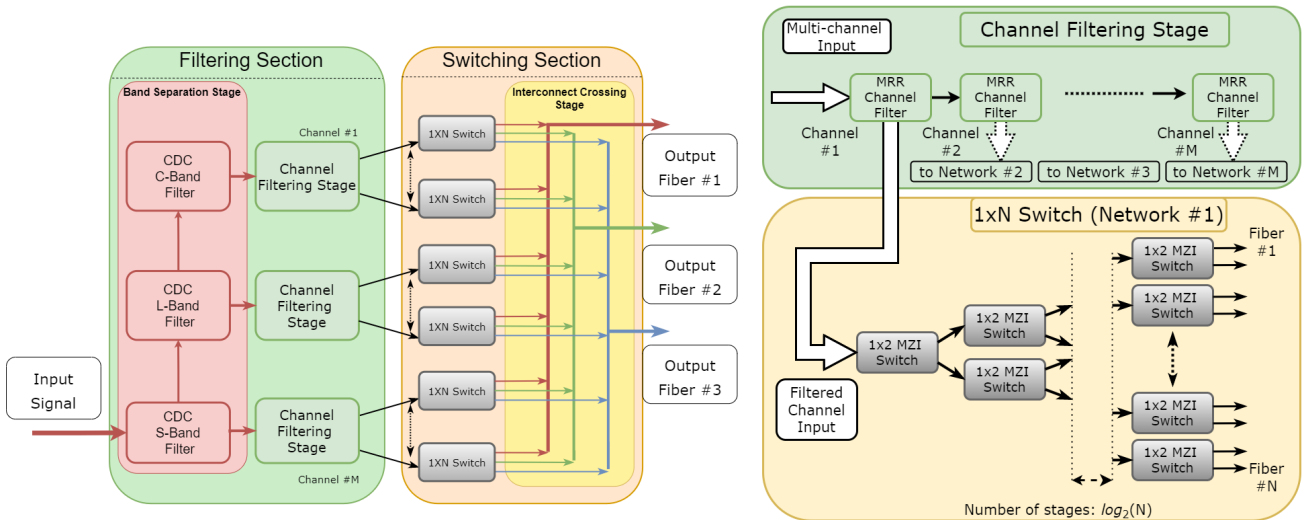 Filtering Section
Band Separation Stage
Channel #1
CDC
C-Band
Filter
Channel
Filtering Stage
CDC
L-Band
Filter
Channel
Filtering
Stage
Input
Signal
CDC
S-Band
Filter
Channel
Filtering
Stage
Channel #M
Switching Section
Interconnect Crossing
Stage
1XN Switch
1XN Switch
1XN Switch
1XN Switch
1XN Switch
1XN Switch
Output
Fiber #1
Output
Fiber #2
Output
Fiber #3
Multi-channel
Input
Channel Filtering Stage
MRR
Channel
Filter
MRR
Channel
Filter
MRR
Channel
Filter
Channel
#1
Channel
#2
Channel
#M
to Network #2
to Network #3
to Network #M
1xN Switch (Network #1)
Fiber
#1
1x2 MZI
Switch
1x2 MZI
Switch
1x2 MZI
Switch
1x2 MZI
Switch
1x2 MZI
Switch
1x2 MZI
Switch
1x2 MZI
Switch
Filtered
Channel
Input
Fiber
#N
Number of stages: log₂(N)